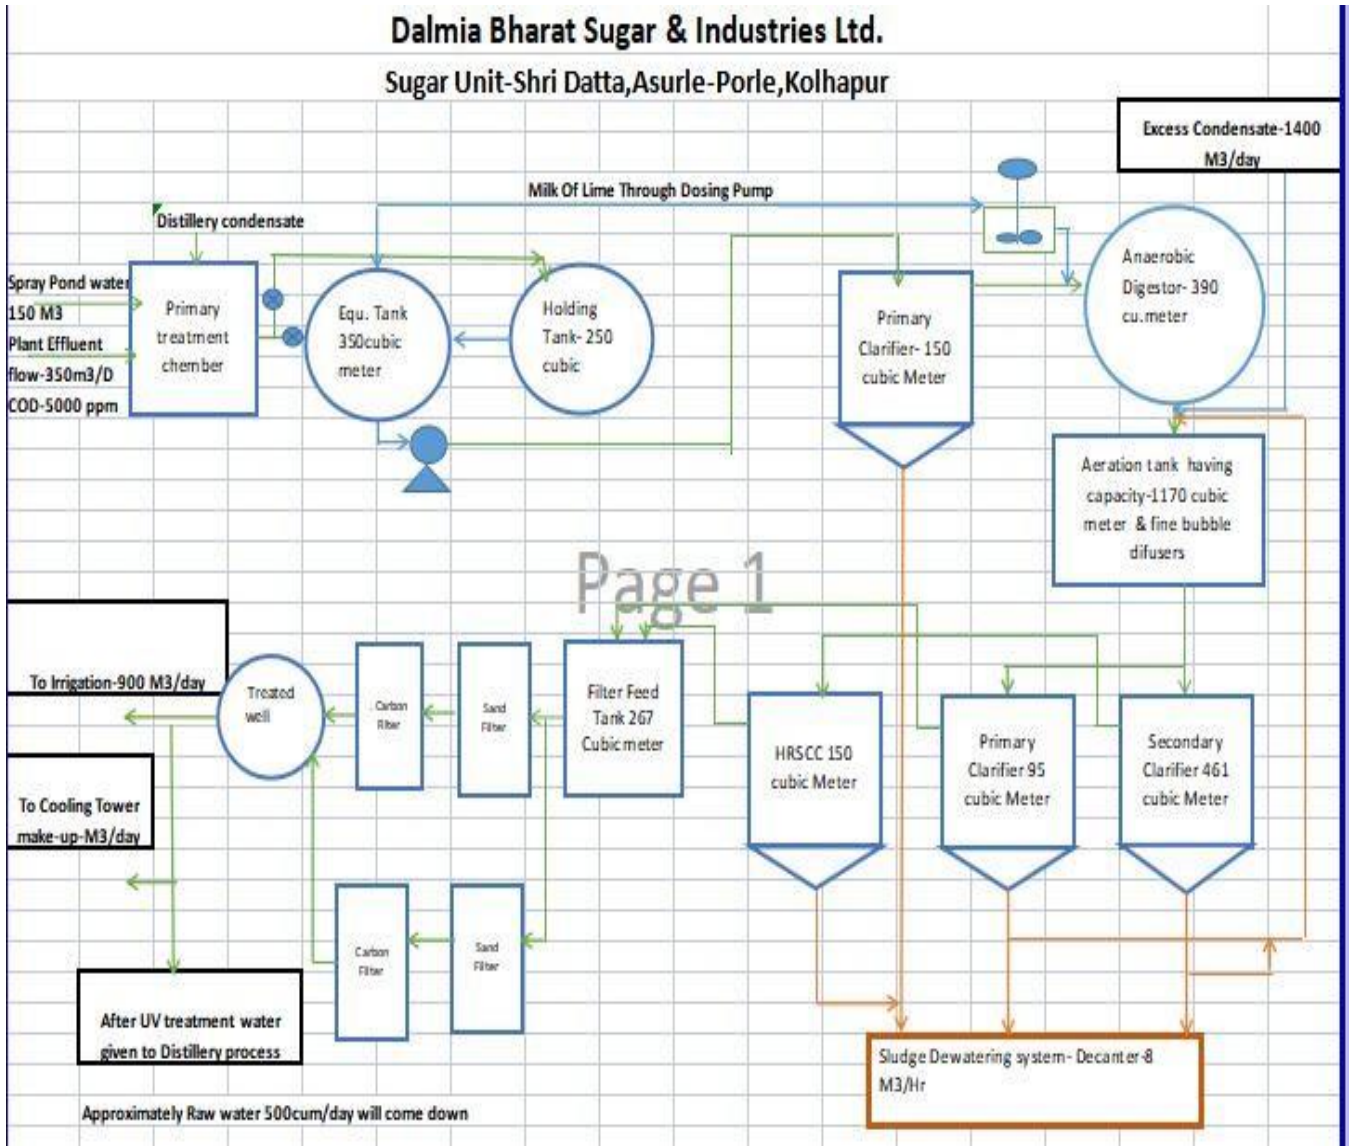 Dalmia Bharat Sugar & Industries Ltd.
Sugar Unit-Shri Datta,Asurle-Porle,Kolhapur
Excess Condensate-1400
M3/day
Milk Of Lime Through Dosing Pump
Distillery condensate
Spray Pond water
150 M3
Plant Effluent
flow-350m3/D
COD-5000 ppm
Primary
treatment
chember
Equ. Tank
350cubic
meter
Holding
Tank- 250
cubic
Primary
Clarifier- 150
cubic Meter
Anaerobic
Digestor- 390
cu.meter
Aeration tank having
capacity-1170 cubic
meter & fine bubble
difusers
Page 1
To Irrigation-900 M3/day
Treated
well
Carbon
Filter
Sand
Filter
Filter Feed
Tank 267
Cubic meter
HRSCC 150
cubic Meter
Primary
Clarifier 95
cubic Meter
Secondary
Clarifier 461
cubic Meter
To Cooling Tower
make-up-M3/day
Carbon
Filter
Sand
Filter
After UV treatment water
given to Distillery process
Sludge Dewatering system- Decanter-8
M3/Hr
Approximately Raw water 500cum/day will come down